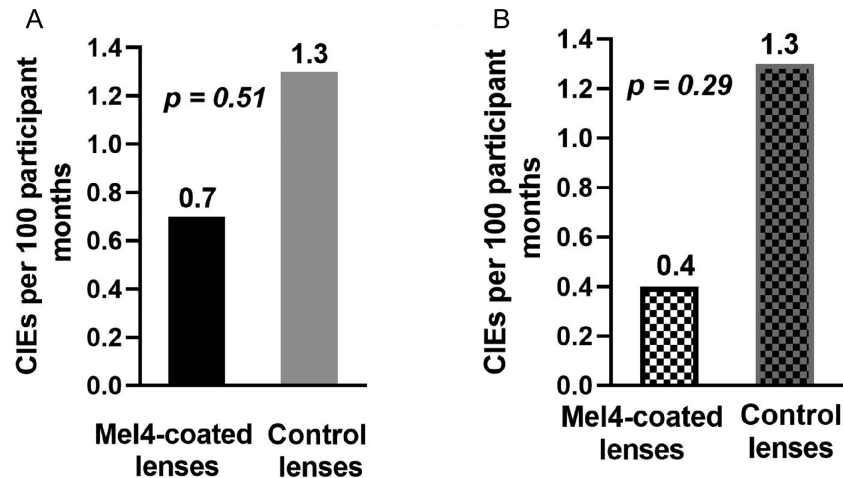 A
CIEs per 100 participant
months
1.4
1.2
1.0
0.8
0.6
0.4
0.2
0.0
p = 0.51
0.7
1.3
Mel4-coated
lenses
Control
lenses
B
CIEs per 100 participant
months
1.4
1.2
1.0
0.8
0.6
0.4
0.2
0.0
p = 0.29
0.4
1.3
Mel4-coated
lenses
Control
lenses